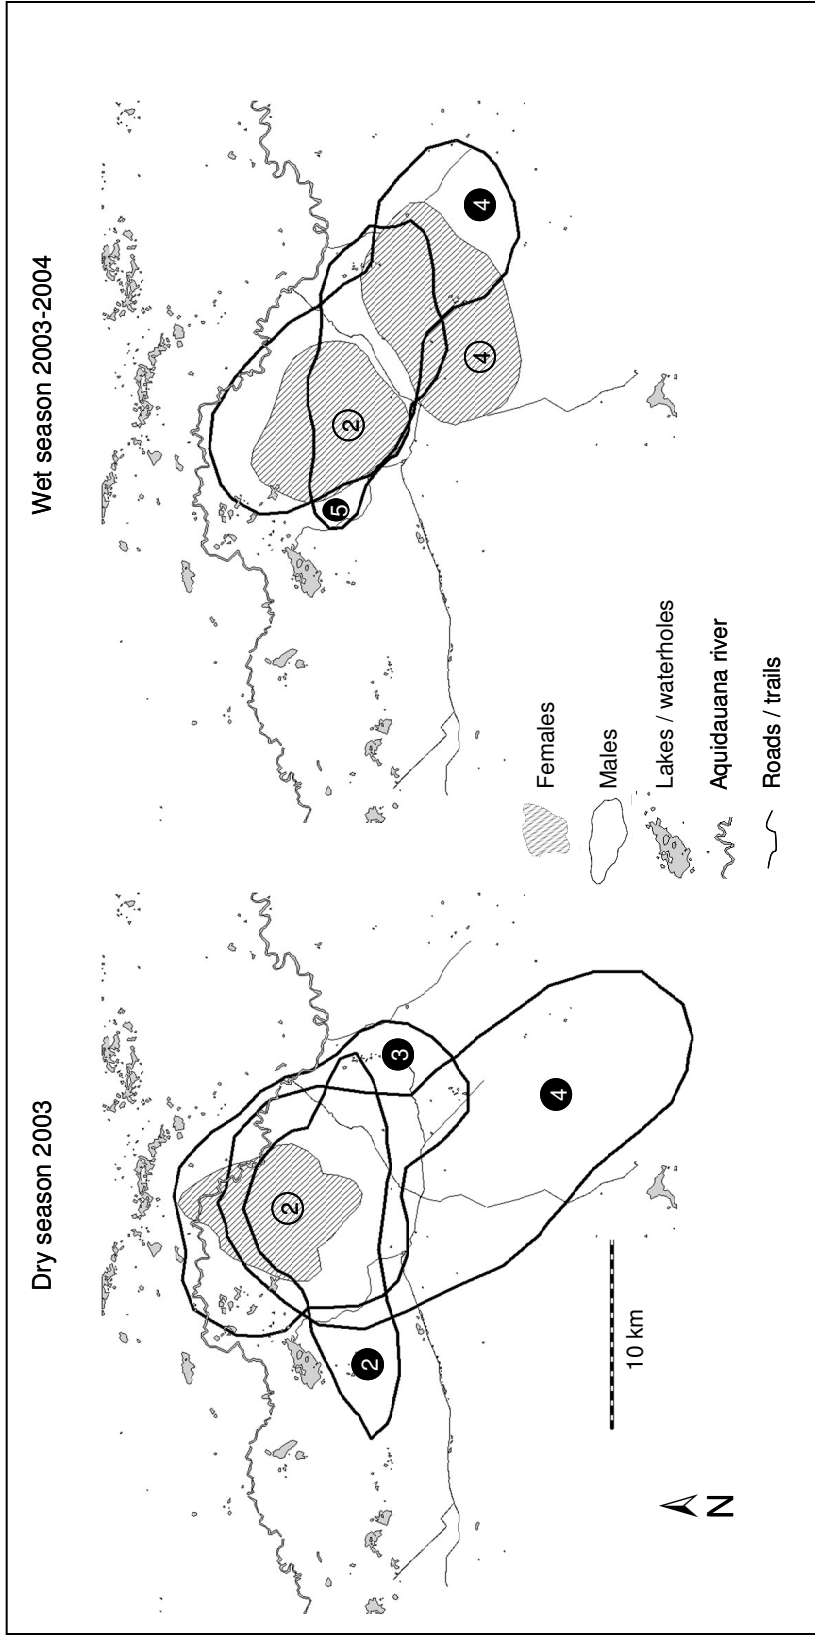 Dry season 2003
Wet season 2003-2004
2
3
4
2
2
4
5
4
10 km
N
Females
Males
Lakes / waterholes
Aquidauana river
Roads / trails